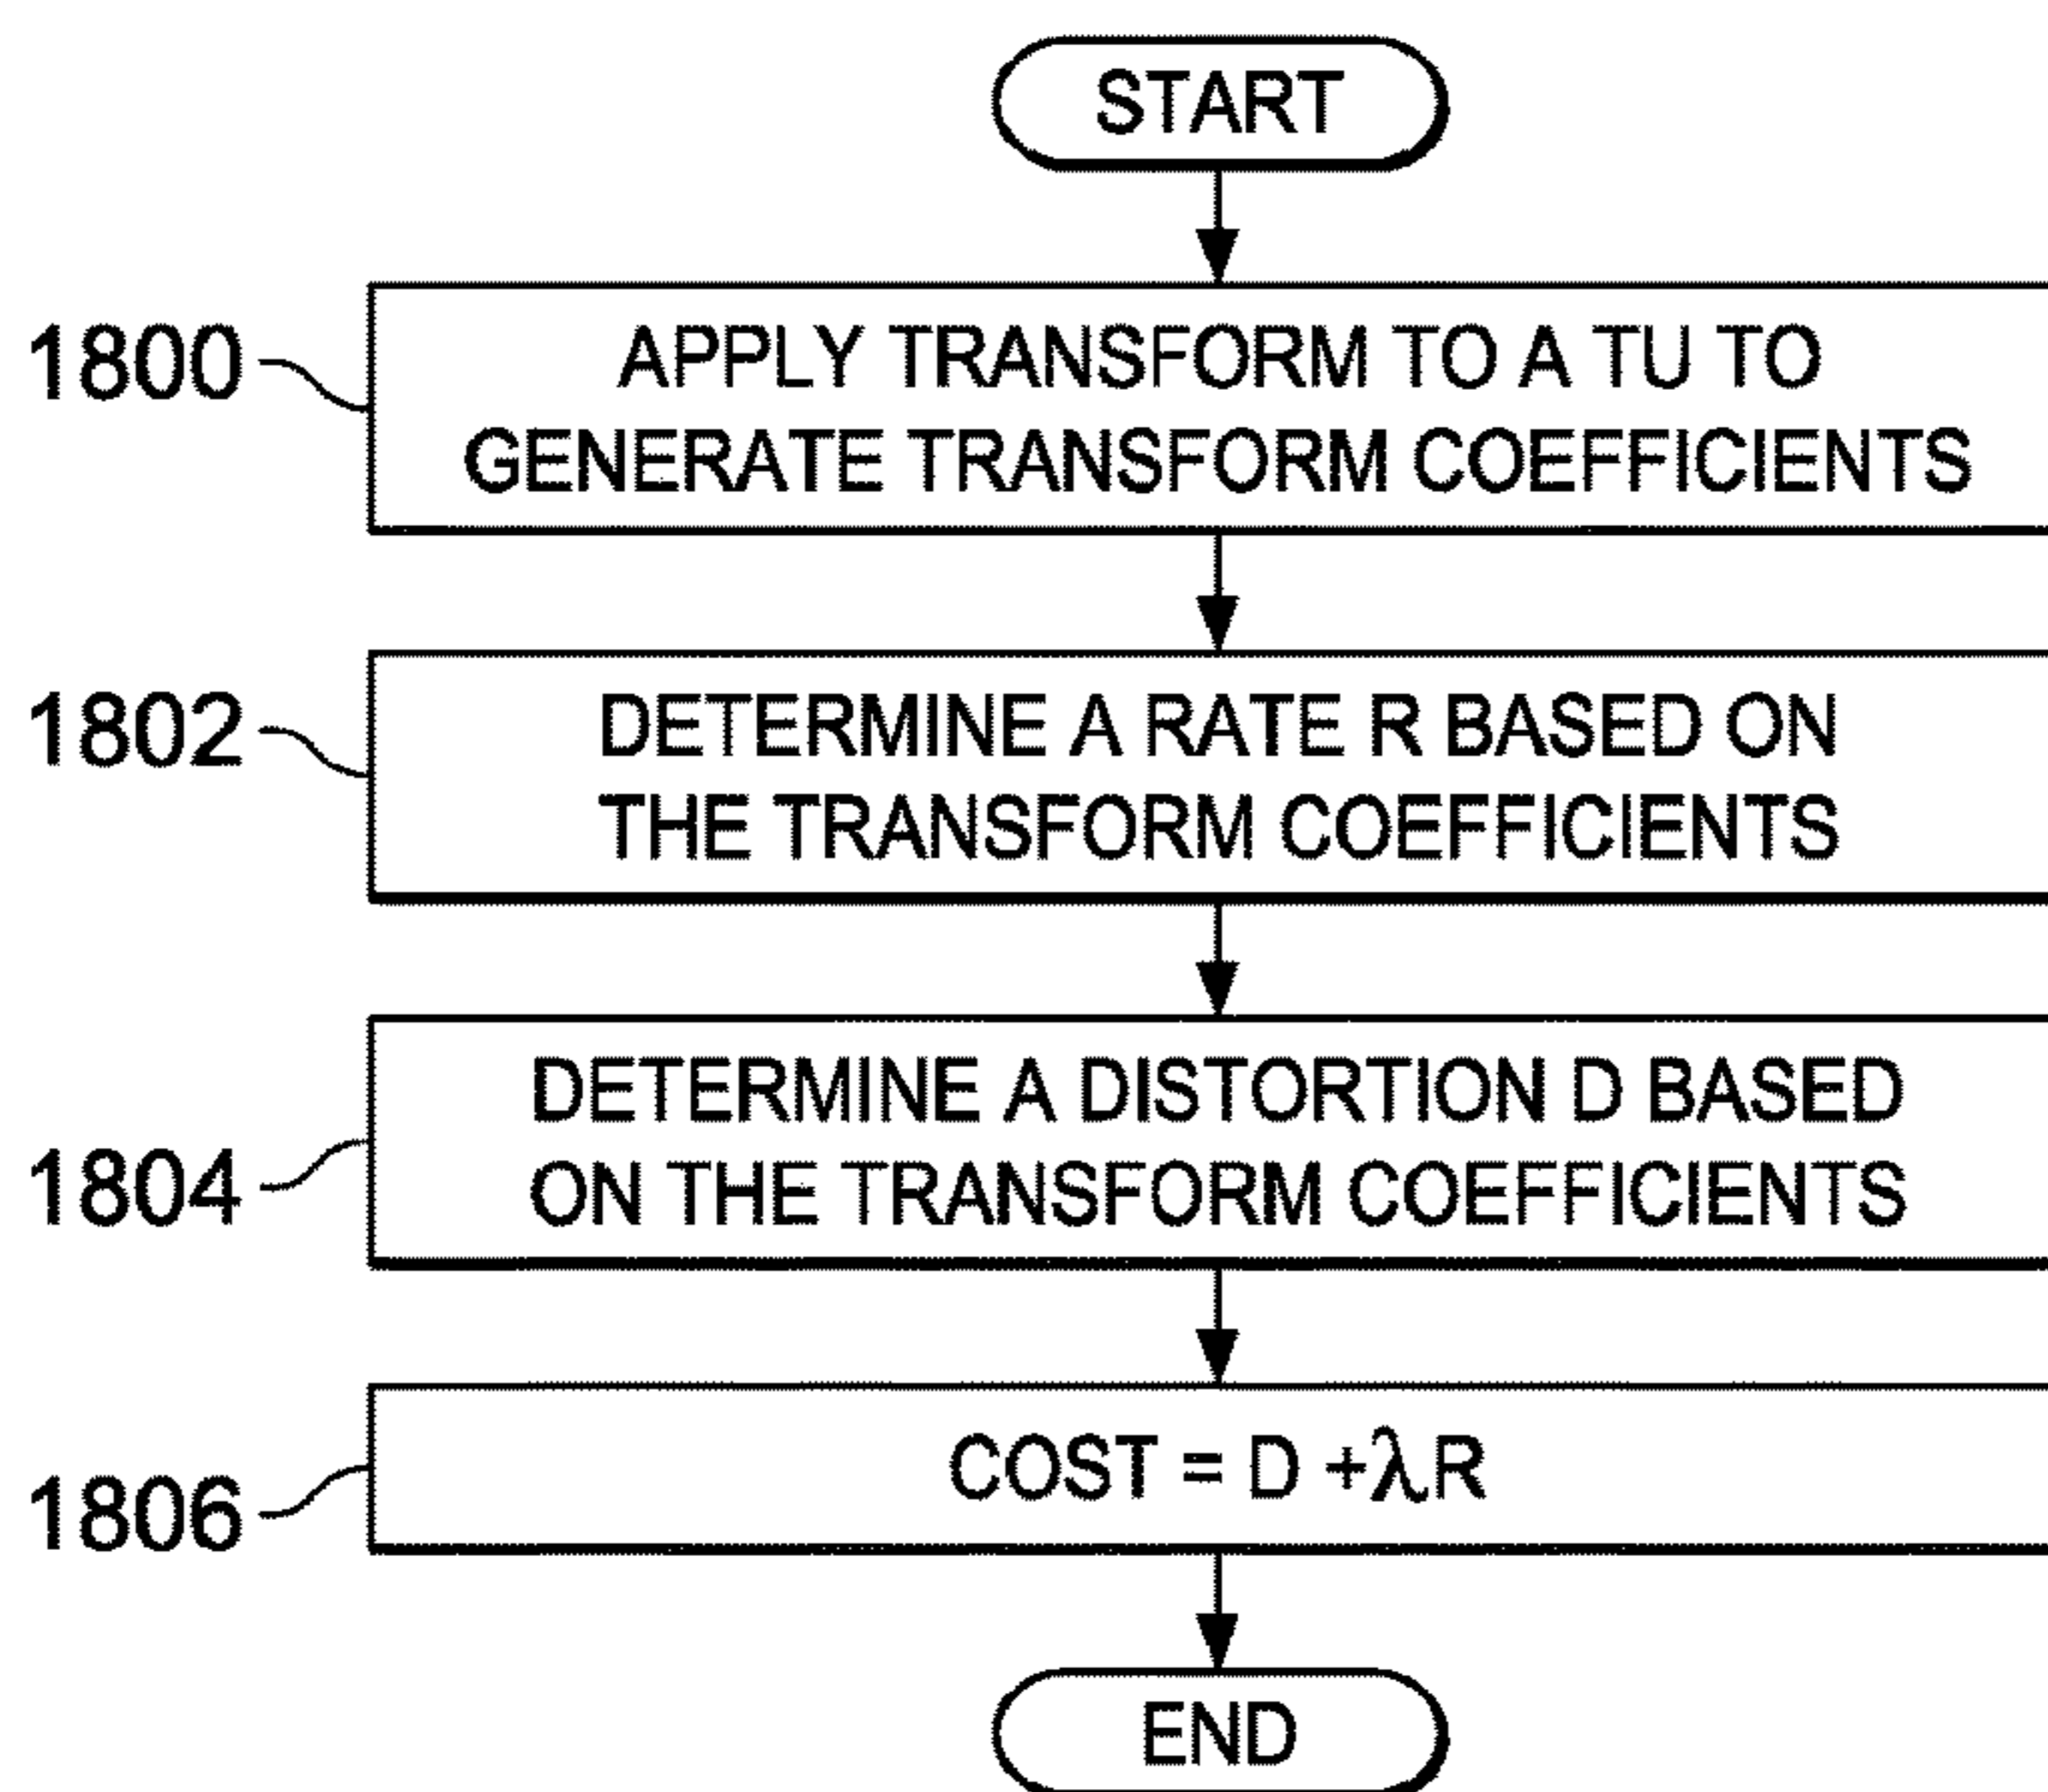 START
1800
APPLY TRANSFORM TO A TU TO
GENERATE TRANSFORM COEFFICIENTS
1802
DETERMINE A RATE R BASED ON
THE TRANSFORM COEFFICIENTS
1804
DETERMINE A DISTORTION D BASED
ON THE TRANSFORM COEFFICIENTS
1806
COST = D +λR
END